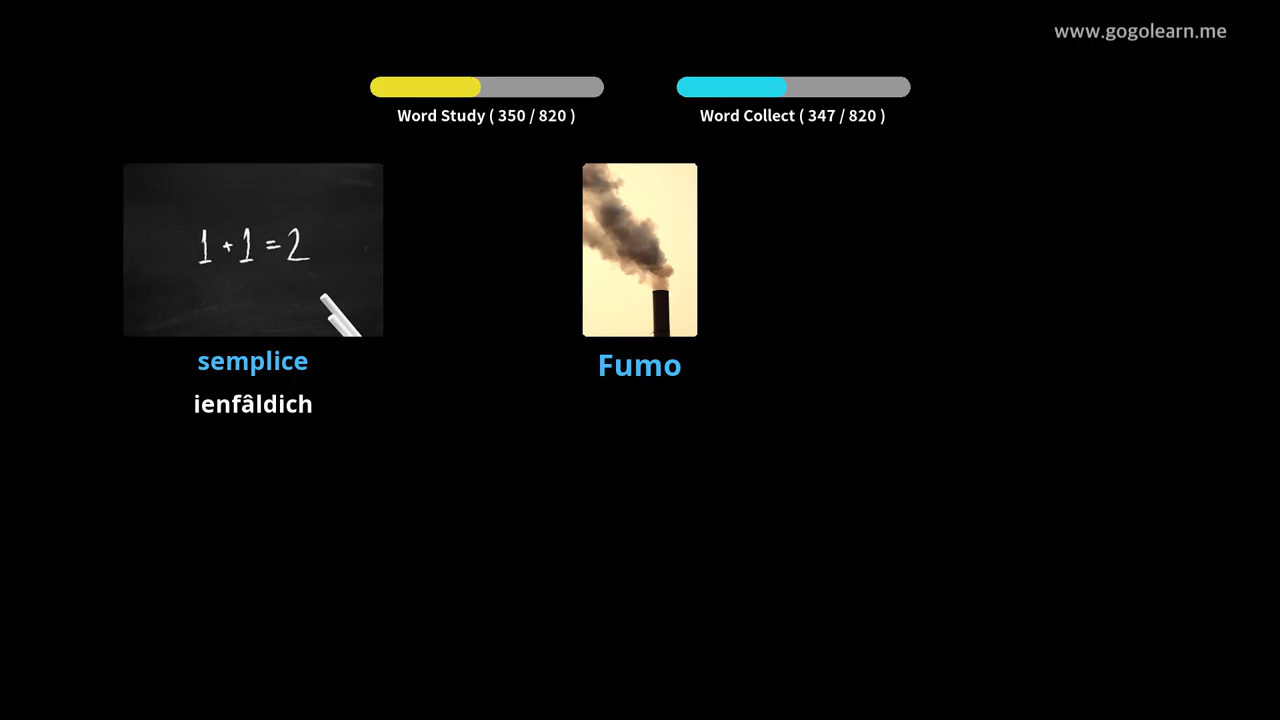 www.gogolearn.me
Word Study ( 350 / 820 )
Word Collect ( 347 / 820 )
1 + 1 = 2
semplice
ienfâldich
Fumo